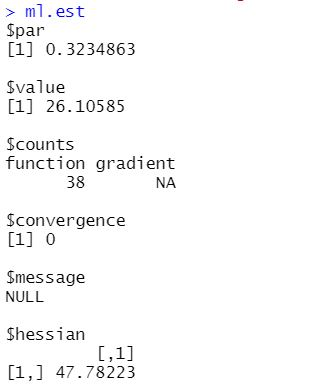 > ml.est
$par
[1] 0.3234863
$value
[1] 26.10585
$counts
function gradient
38 NA
$convergence
[1] 0
$message
NULL
$hessian
[,1]
[1,] 47.78223